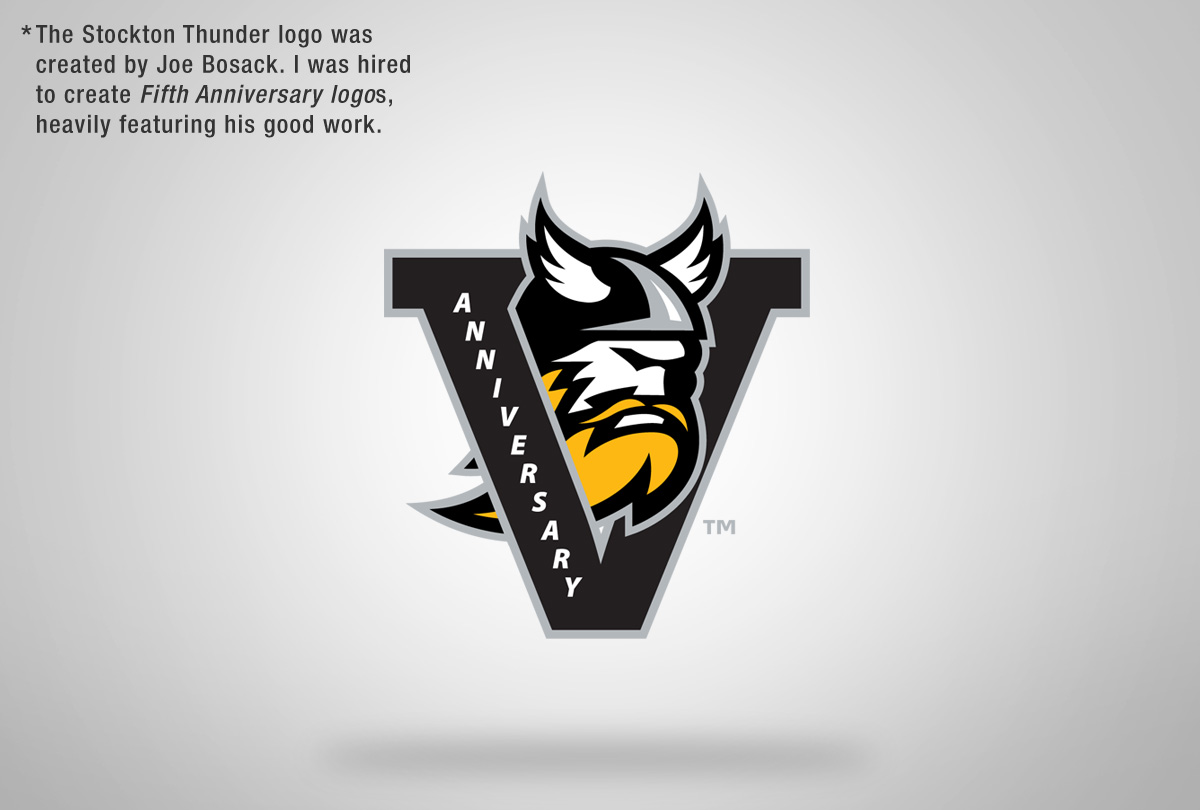 *The Stockton Thunder logo was
created by Joe Bosack. I was hired
to create Fifth Anniversary logos,
heavily featuring his good work.
V
ANNIVERSARY
TM